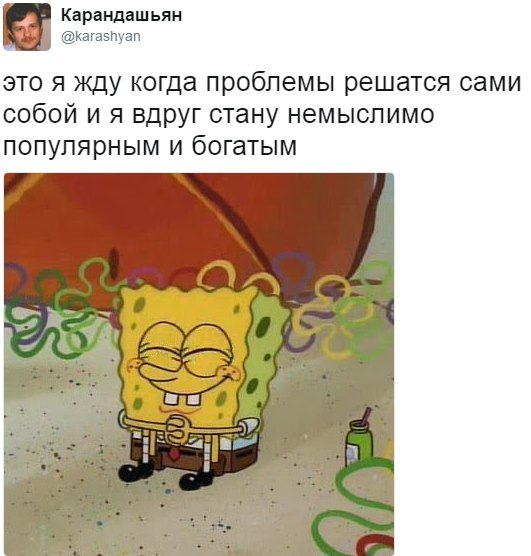 Карандашьян
@karashyan
это я жду когда проблемы решатся сами
собой и я вдруг стану немыслимо
популярным и богатым